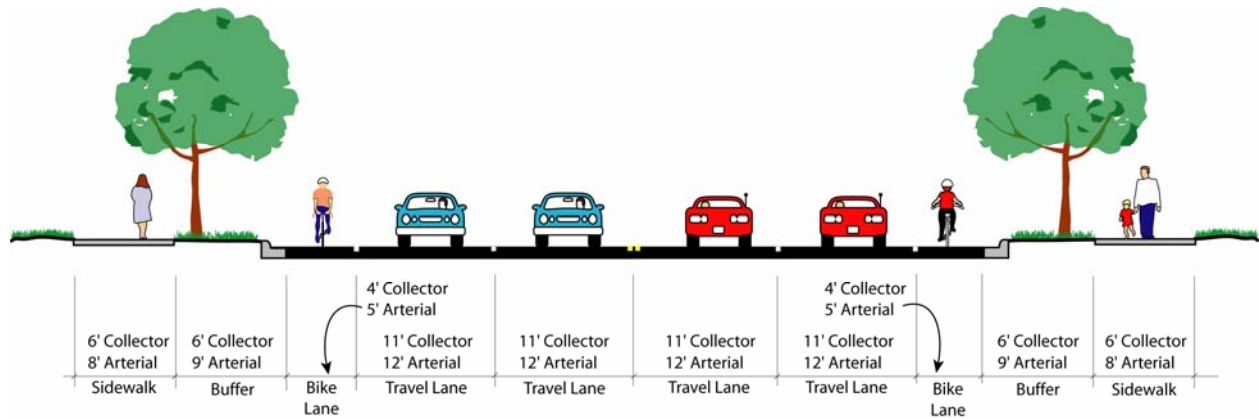 4' Collector
5' Arterial
4' Collector
5' Arterial
6' Collector
8' Arterial
Sidewalk
6' Collector
9' Arterial
Buffer
Bike
Lane
11' Collector
12' Arterial
Travel Lane
11' Collector
12' Arterial
Travel Lane
11' Collector
12' Arterial
Travel Lane
11' Collector
12' Arterial
Travel Lane
Bike
Lane
6' Collector
9' Arterial
Buffer
6' Collector
8' Arterial
Sidewalk